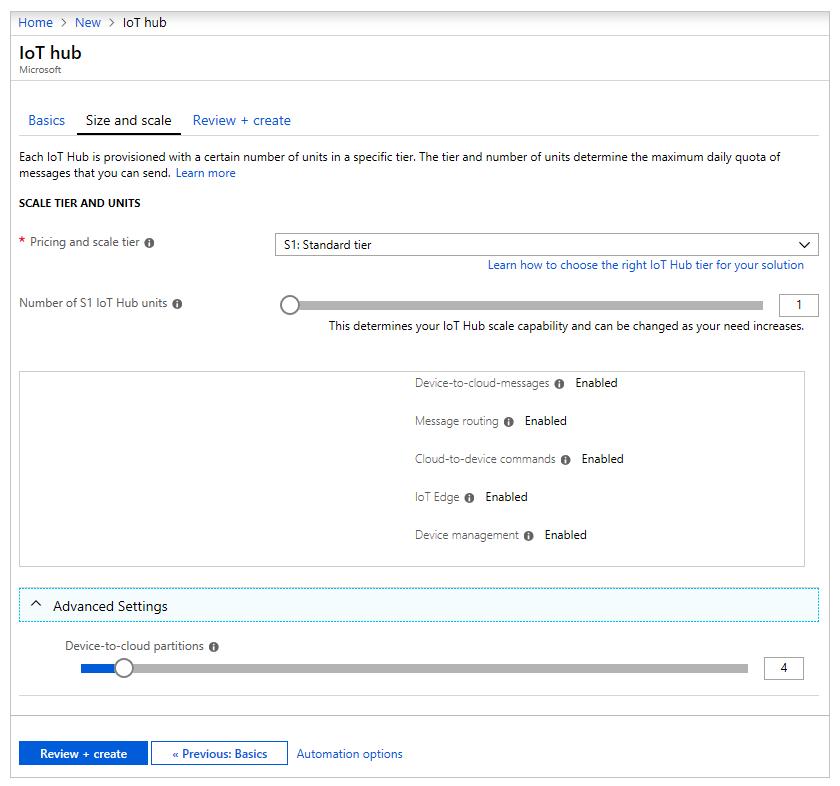 Home > New > IoT hub
IoT hub
Microsoft
Basics Size and scale Review + create
Each IoT Hub is provisioned with a certain number of units in a specific tier. The tier and number of units determine the maximum daily quota of
messages that you can send. Learn more
SCALE TIER AND UNITS
* Pricing and scale tier S1: Standard tier
Learn how to choose the right IoT Hub tier for your solution
Number of S1 IoT Hub units 1
This determines your IoT Hub scale capability and can be changed as your need increases.
Device-to-cloud-messages Enabled
Message routing Enabled
Cloud-to-device commands Enabled
IoT Edge Enabled
Device management Enabled
Advanced Settings
Device-to-cloud partitions
4
Review + create « Previous: Basics Automation options